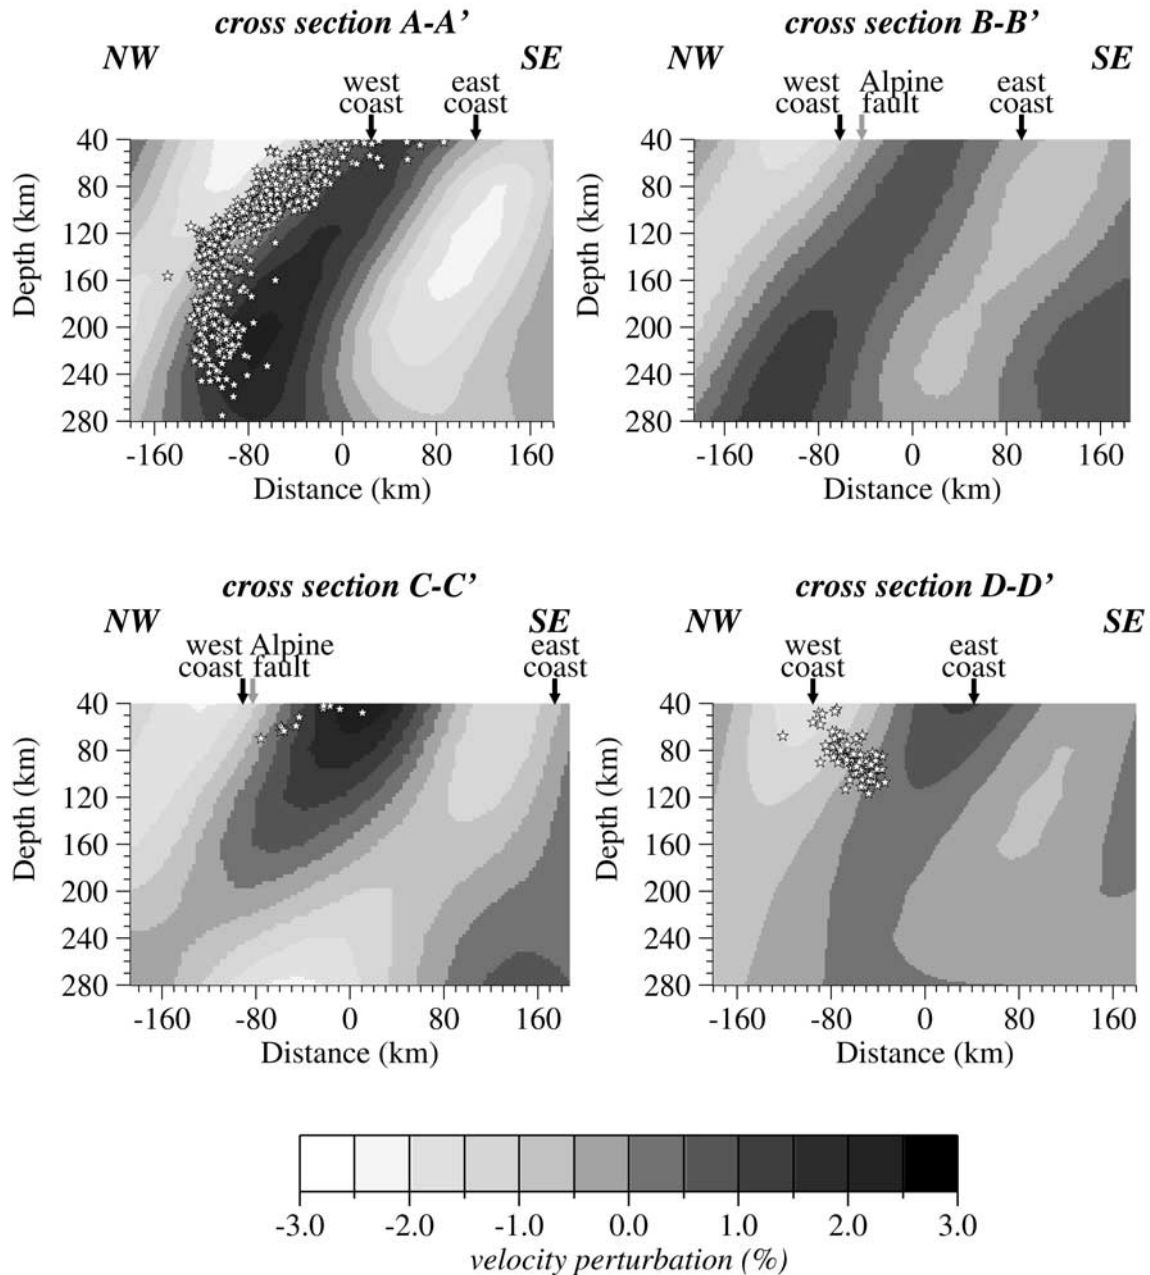 cross section A-A’
NW
SE
west
coast
east
coast
40
80
120
160
200
240
280
Depth (km)
-160 -80 0 80 160
Distance (km)
cross section B-B’
NW
SE
west
coast
Alpine
fault
east
coast
40
80
120
160
200
240
280
Depth (km)
-160 -80 0 80 160
Distance (km)
cross section C-C’
NW
SE
west
coast
Alpine
fault
east
coast
40
80
120
160
200
240
280
Depth (km)
-160 -80 0 80 160
Distance (km)
cross section D-D’
NW
SE
west
coast
east
coast
40
80
120
160
200
240
280
Depth (km)
-160 -80 0 80 160
Distance (km)
-3.0 -2.0 -1.0 0.0 1.0 2.0 3.0
velocity perturbation (%)